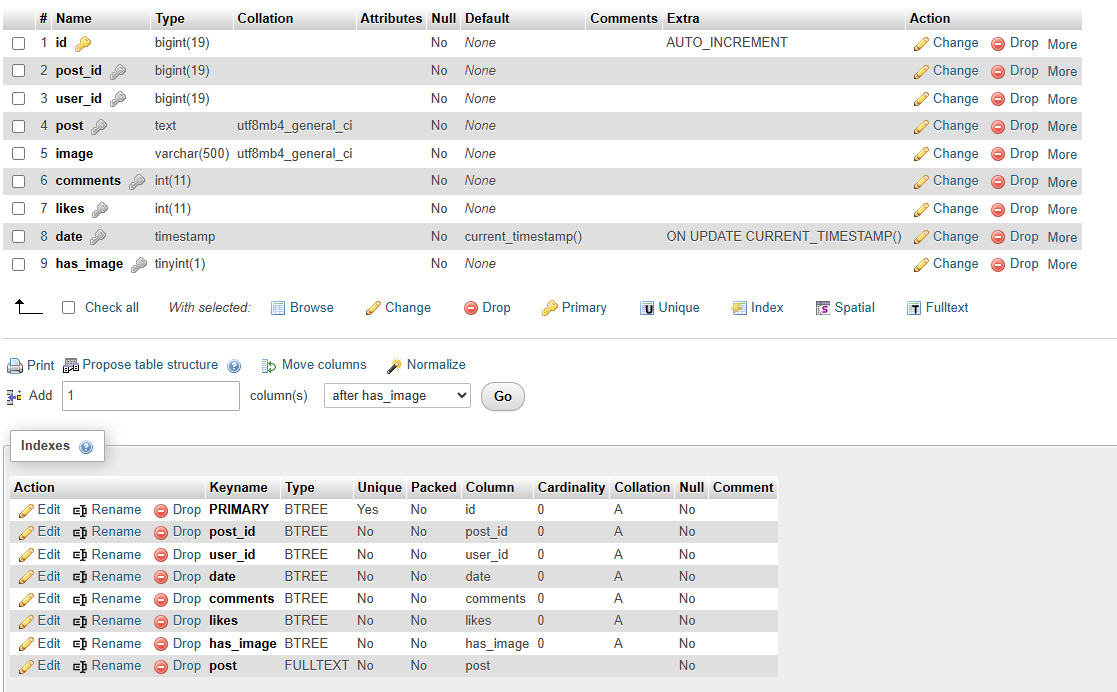 # Name Type Collation Attributes Null Default Comments Extra Action
1 id bigint(19) No None AUTO_INCREMENT Change Drop More
2 post_id bigint(19) No None Change Drop More
3 user_id bigint(19) No None Change Drop More
4 post text utf8mb4_general_ci No None Change Drop More
5 image varchar(500) utf8mb4_general_ci No None Change Drop More
6 comments int(11) No None Change Drop More
7 likes int(11) No None Change Drop More
8 date timestamp No current_timestamp() ON UPDATE CURRENT_TIMESTAMP() Change Drop More
9 has_image tinyint(1) No None Change Drop More
Check all With selected: Browse Change Drop Primary U Unique Index S Spatial T Fulltext
Print Propose table structure Move columns Normalize
Add 1 column(s) after has_image Go
Indexes
Action Keyname Type Unique Packed Column Cardinality Collation Null Comment
Edit Rename Drop PRIMARY BTREE Yes No id 0 A No
Edit Rename Drop post_id BTREE No No post_id 0 A No
Edit Rename Drop user_id BTREE No No user_id 0 A No
Edit Rename Drop date BTREE No No date 0 A No
Edit Rename Drop comments BTREE No No comments 0 A No
Edit Rename Drop likes BTREE No No likes 0 A No
Edit Rename Drop has_image BTREE No No has_image 0 A No
Edit Rename Drop post FULLTEXT No No post No